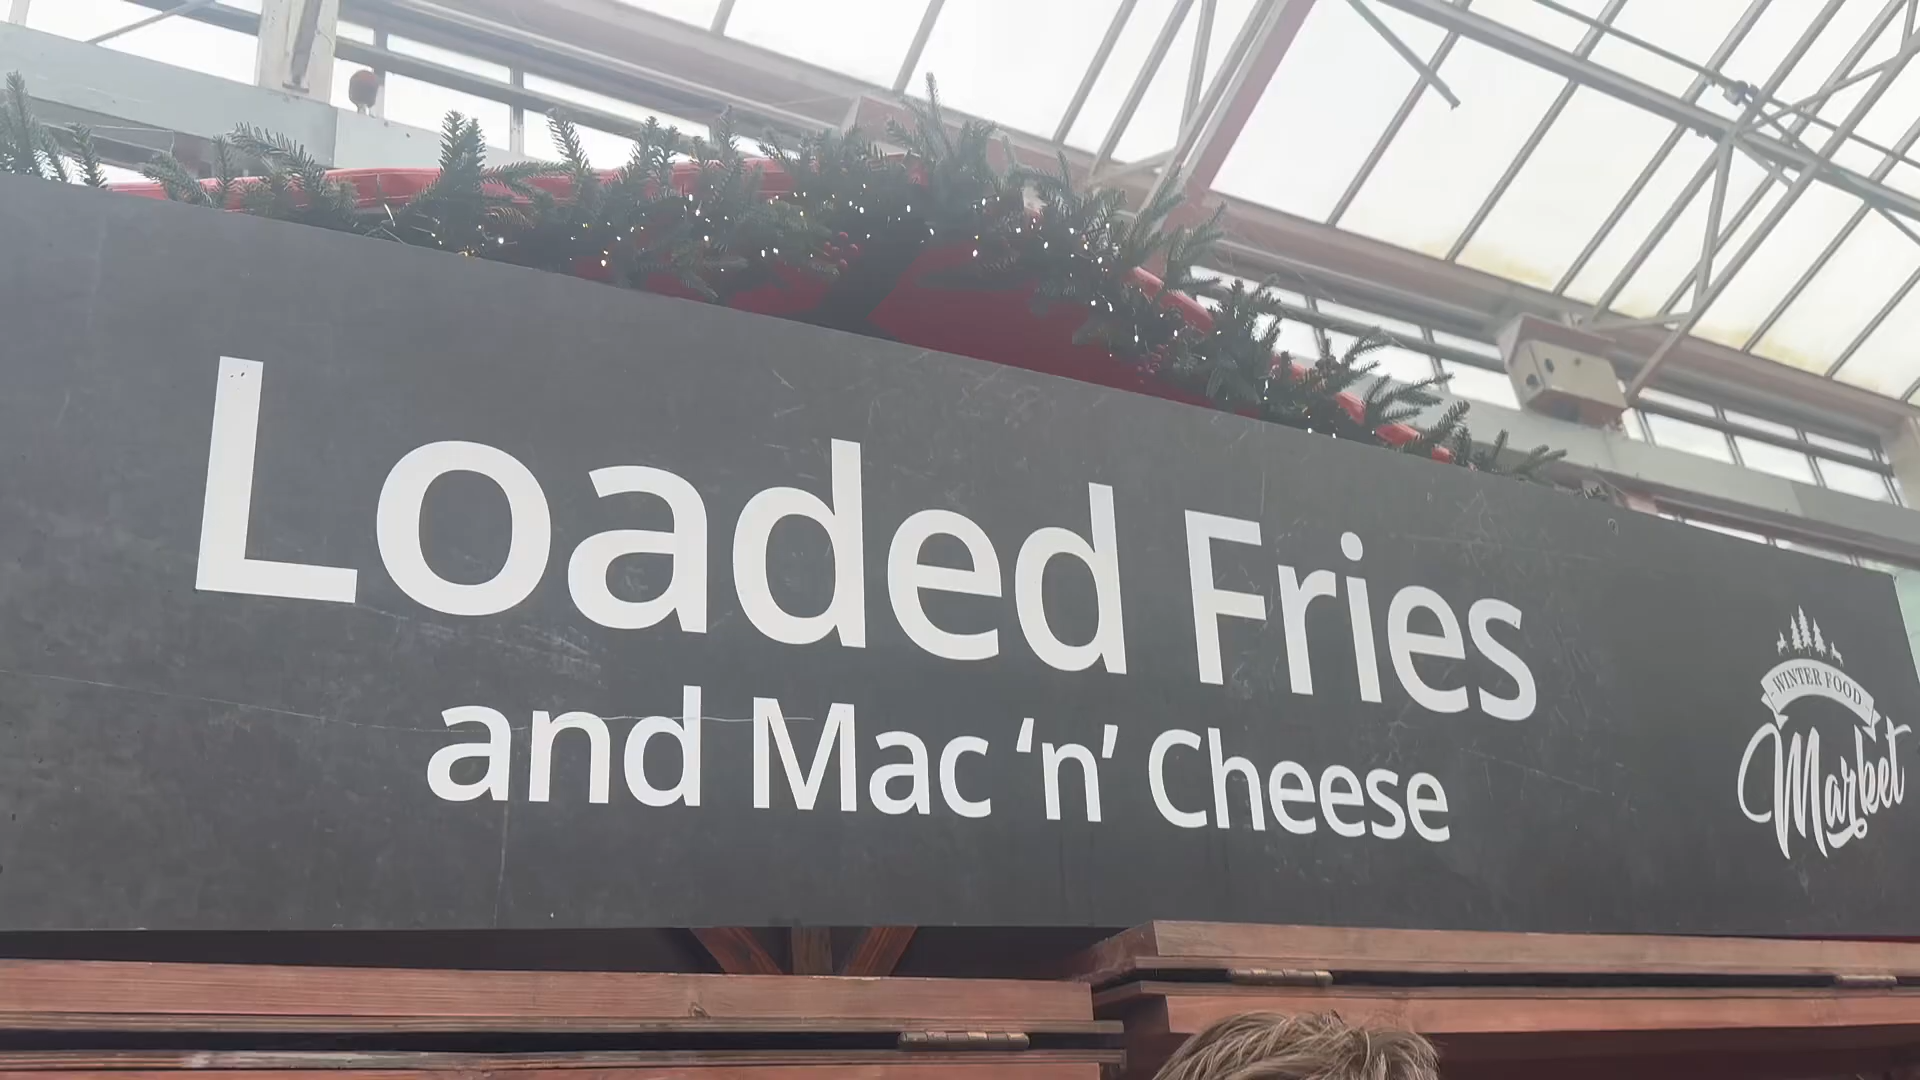 Loaded Fries
and Mac ‘n’ Cheese
WINTER FOOD
Market